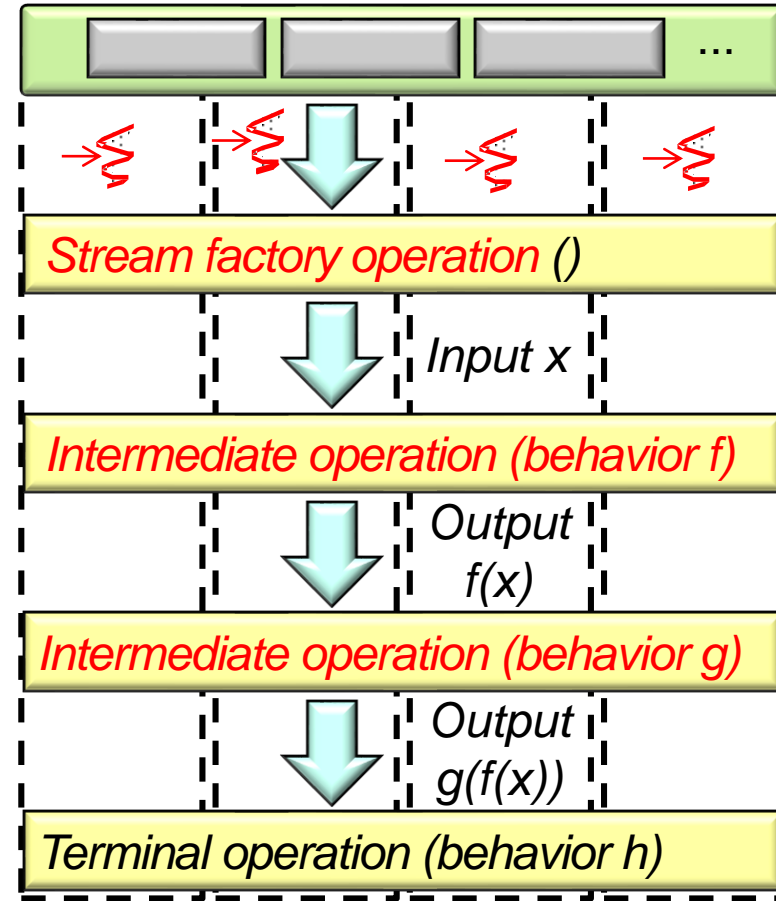 ...
Stream factory operation ()
Input x
Intermediate operation (behavior f)
Output
f(x)
Intermediate operation (behavior g)
Output
g(f(x))
Terminal operation (behavior h)